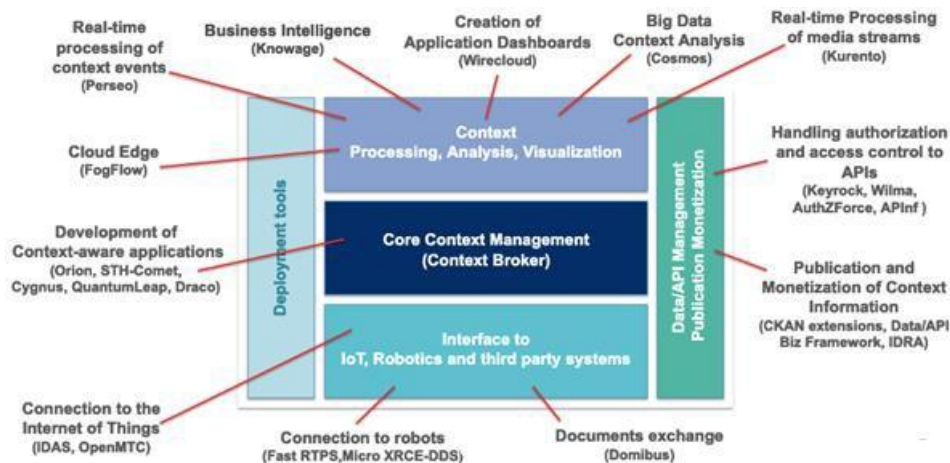 Real-time
processing of
context events
(Perseo)
Business Intelligence
(Knowage)
Creation of
Application Dashboards
(Wirecloud)
Big Data
Context Analysis
(Cosmos)
Real-time Processing
of media streams
(Kurento)
Cloud Edge
(FogFlow)
Development of
Context-aware applications
(Orion, STH-Comet,
Cygnus, QuantumLeap, Draco)
Connection to the
Internet of Things
(IDAS, OpenMTC)
Deployment tools
Context
Processing, Analysis, Visualization
Core Context Management
(Context Broker)
Interface to
IoT, Robotics and third party systems
Data/API Management
Publication Monetization
Handling authorization
and access control to
APIs
(Keyrock, Wilma,
AuthZForce, APInf )
Publication and
Monetization of Context
Information
(CKAN extensions, Data/API
Biz Framework, IDRA)
Connection to robots
(Fast RTPS,Micro XRCE-DDS)
Documents exchange
(Domibus)